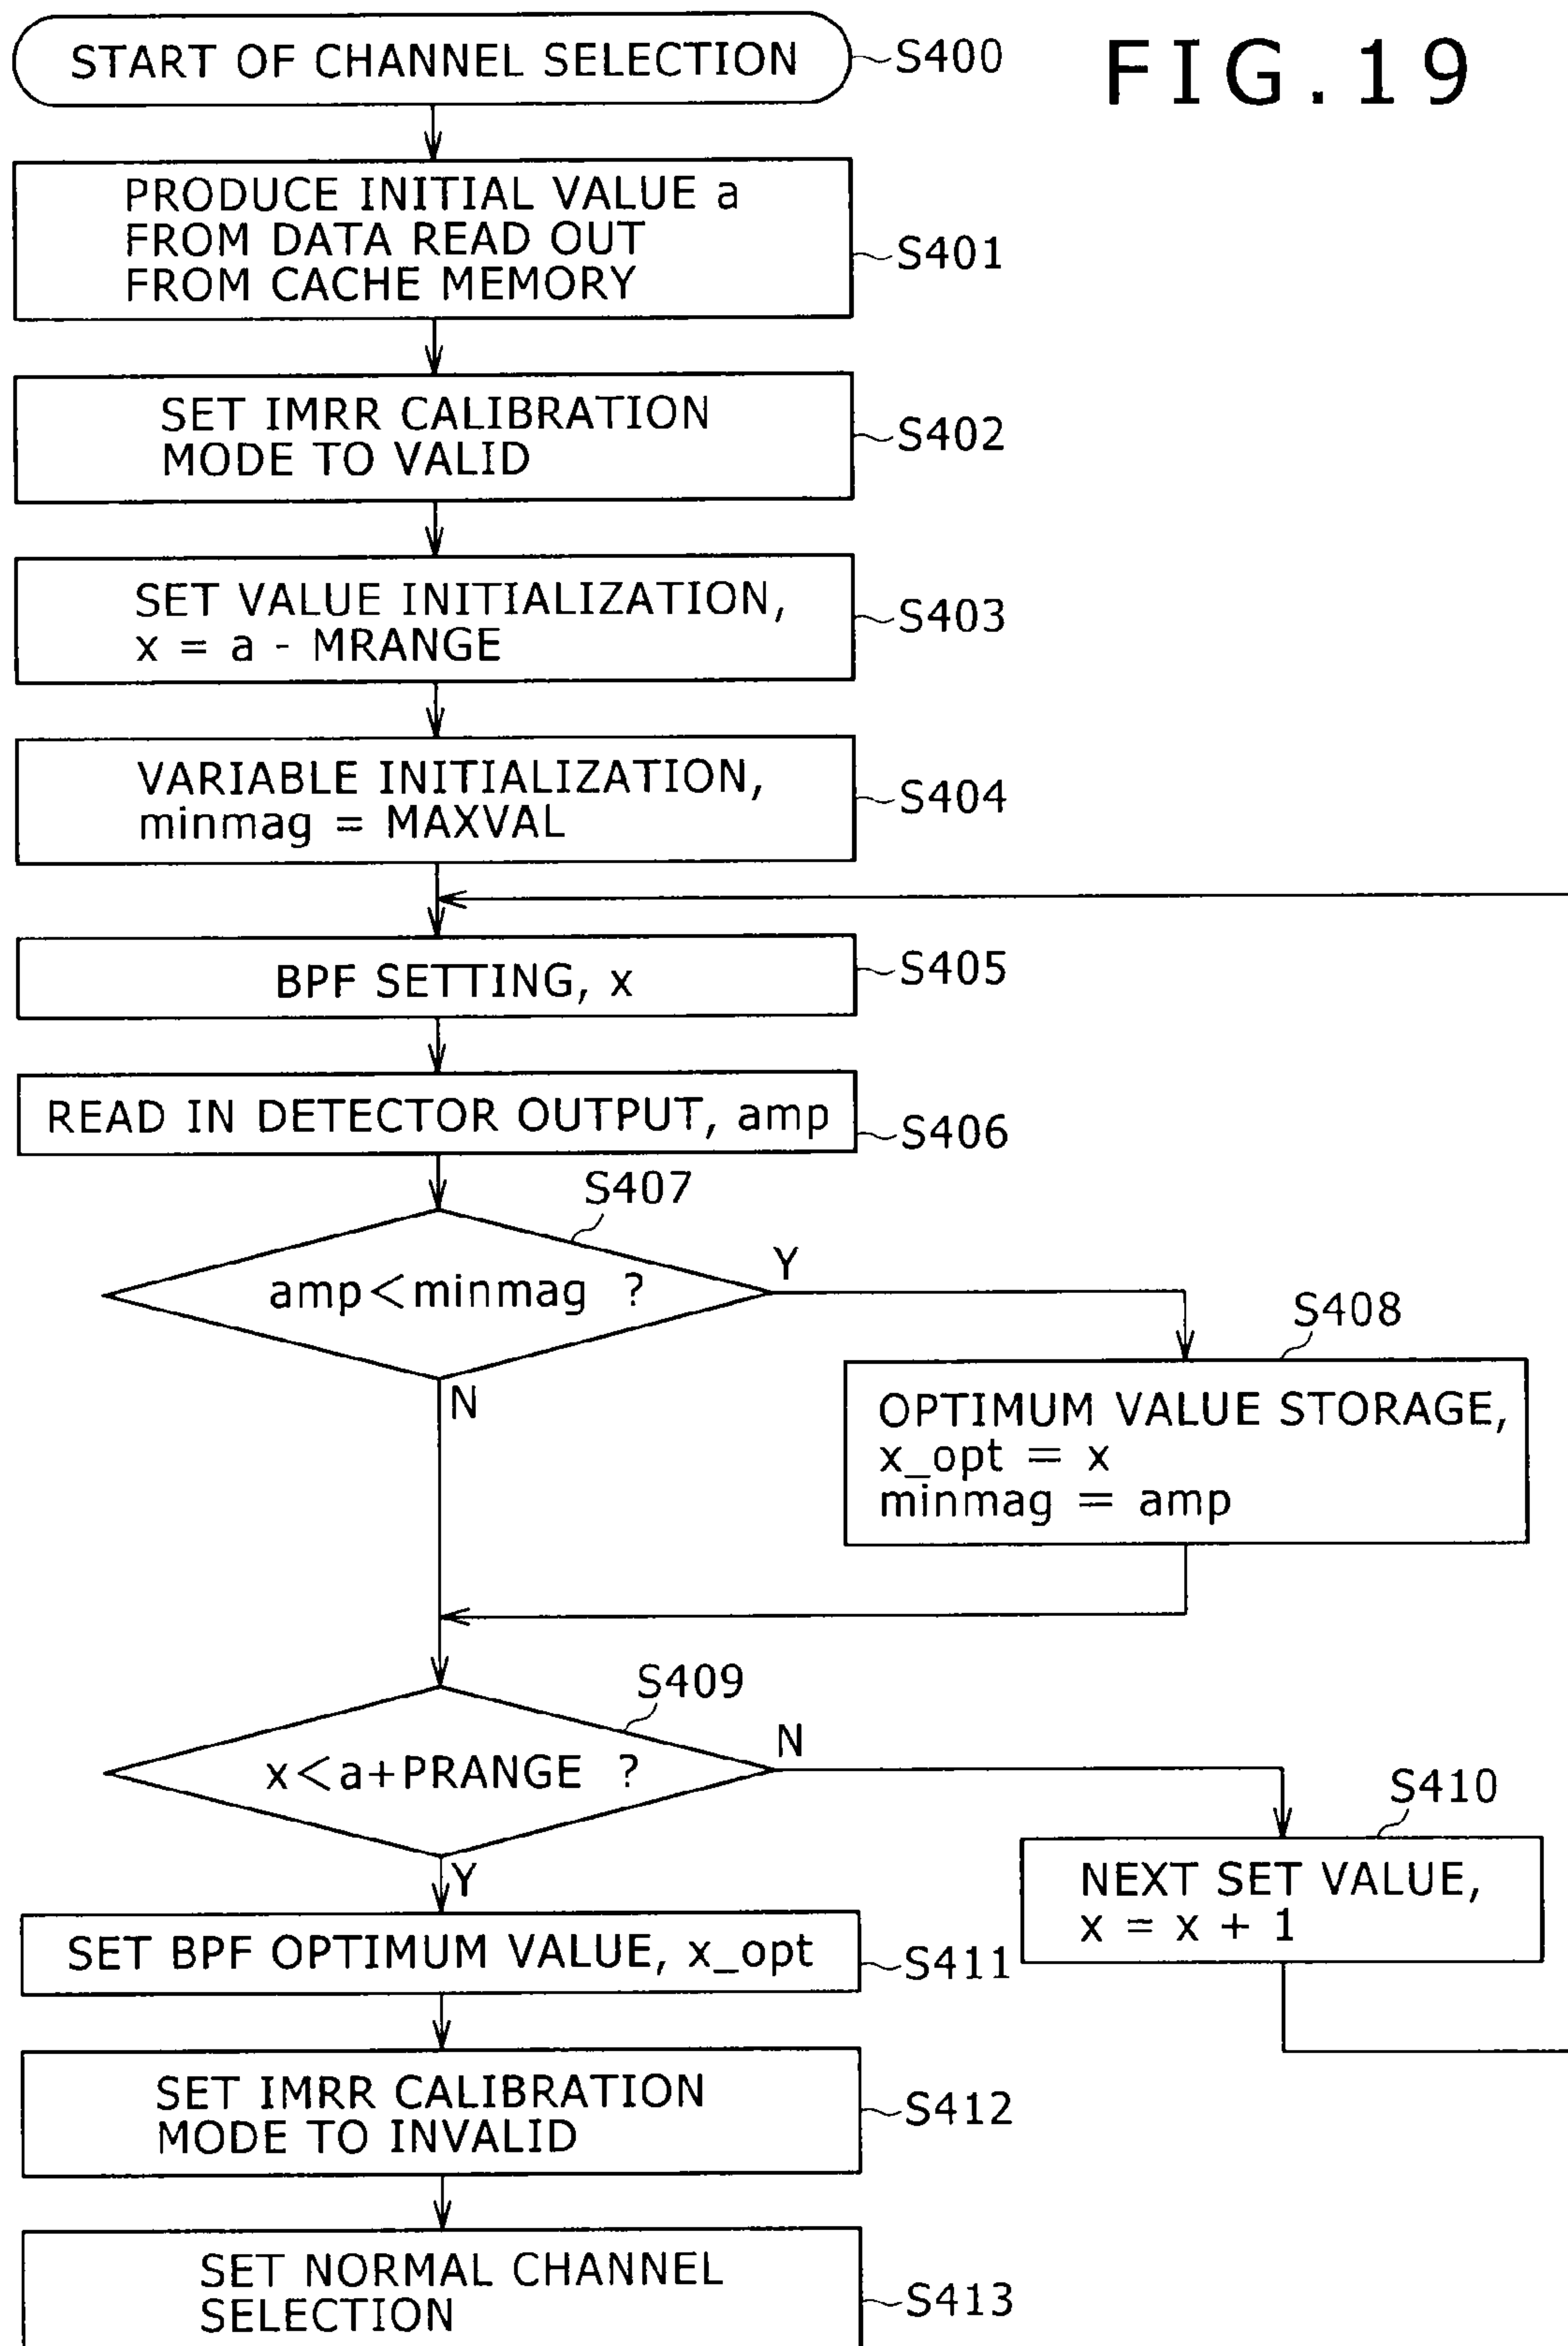 START OF CHANNEL SELECTION
S400
FIG.19
PRODUCE INITIAL VALUE a
FROM DATA READ OUT
FROM CACHE MEMORY
S401
SET IMRR CALIBRATION
MODE TO VALID
S402
SET VALUE INITIALIZATION,
x = a - MRANGE
S403
VARIABLE INITIALIZATION,
minmag = MAXVAL
S404
BPF SETTING, x
S405
READ IN DETECTOR OUTPUT, amp
S406
S407
amp<minmag ?
Y
N
S408
OPTIMUM VALUE STORAGE,
x_opt = x
minmag = amp
S409
x<a+PRANGE ?
N
Y
S410
NEXT SET VALUE,
x = x + 1
SET BPF OPTIMUM VALUE, x_opt
S411
SET IMRR CALIBRATION
MODE TO INVALID
S412
SET NORMAL CHANNEL
SELECTION
S413